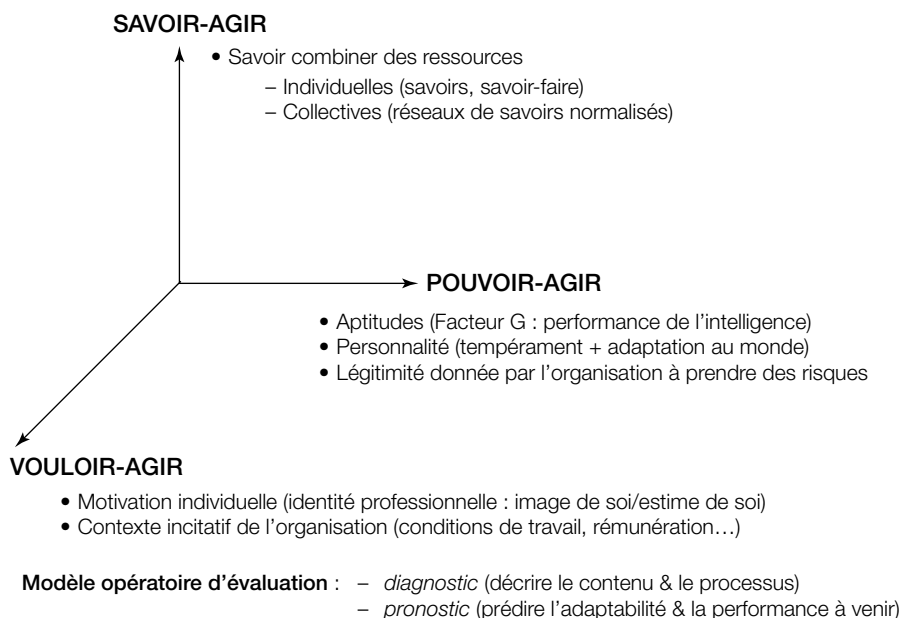 SAVOIR-AGIR
• Savoir combiner des ressources
– Individuelles (savoirs, savoir-faire)
– Collectives (réseaux de savoirs normalisés)
POUVOIR-AGIR
• Aptitudes (Facteur G : performance de l'intelligence)
• Personnalité (tempérament + adaptation au monde)
• Légitimité donnée par l'organisation à prendre des risques
VOULOIR-AGIR
• Motivation individuelle (identité professionnelle : image de soi/estime de soi)
• Contexte incitatif de l'organisation (conditions de travail, rémunération…)
Modèle opératoire d'évaluation : – diagnostic (décrire le contenu & le processus)
– pronostic (prédire l'adaptabilité & la performance à venir)